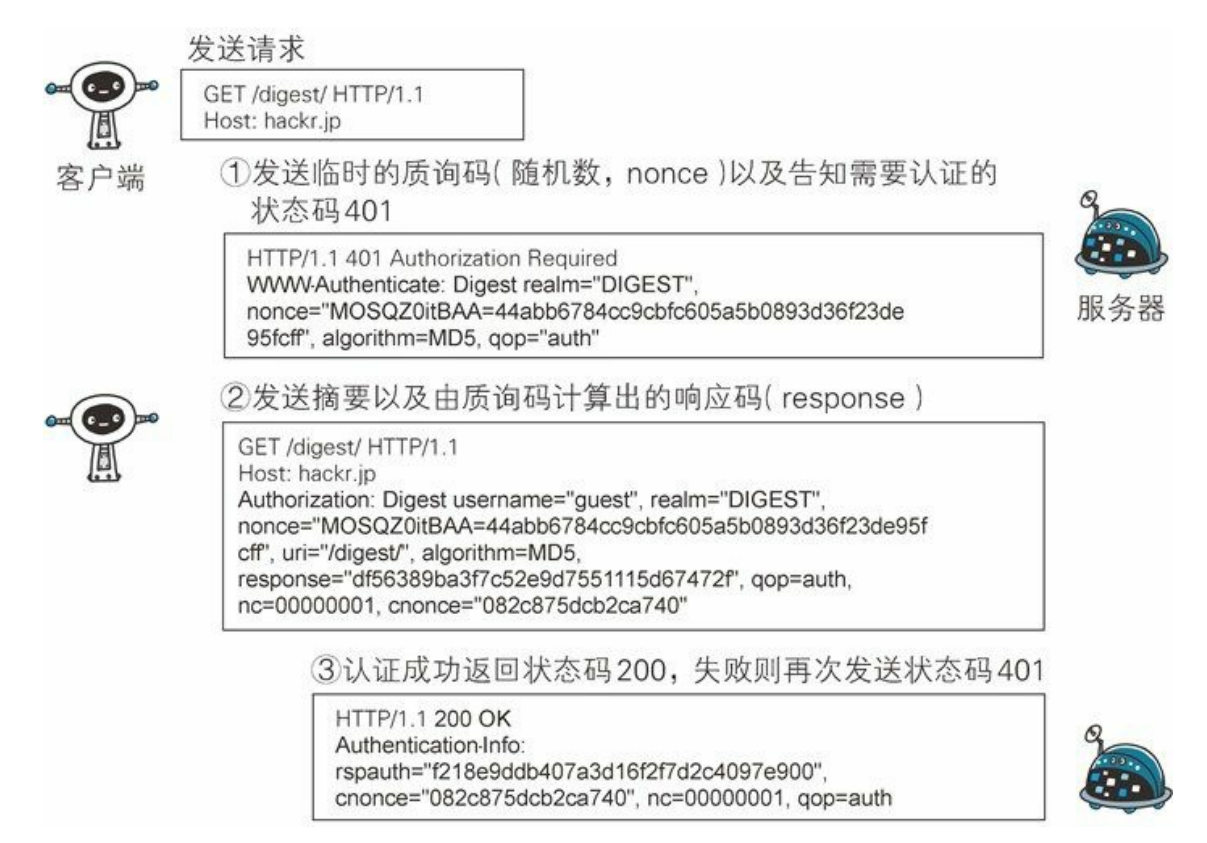 发送请求
GET /digest/ HTTP/1.1
Host: hackr.jp
客户端
①发送临时的质询码(随机数，nonce)以及告知需要认证的
状态码401
HTTP/1.1 401 Authorization Required
WWW-Authenticate: Digest realm="DIGEST",
nonce="MOSQZ0itBAA=44abb6784cc9cbfc605a5b0893d36f23de
95fcff", algorithm=MD5, qop="auth"
服务器
②发送摘要以及由质询码计算出的响应码(response)
GET /digest/ HTTP/1.1
Host: hackr.jp
Authorization: Digest username="guest", realm="DIGEST",
nonce="MOSQZ0itBAA=44abb6784cc9cbfc605a5b0893d36f23de95f
cff", uri="/digest/", algorithm=MD5,
response="df56389ba3f7c52e9d7551115d67472f", qop=auth,
nc=00000001, cnonce="082c875dcb2ca740"
③认证成功返回状态码200，失败则再次发送状态码401
HTTP/1.1 200 OK
Authentication-Info:
rspauth="f218e9ddb407a3d16f2f7d2c4097e900",
cnonce="082c875dcb2ca740", nc=00000001, qop=auth